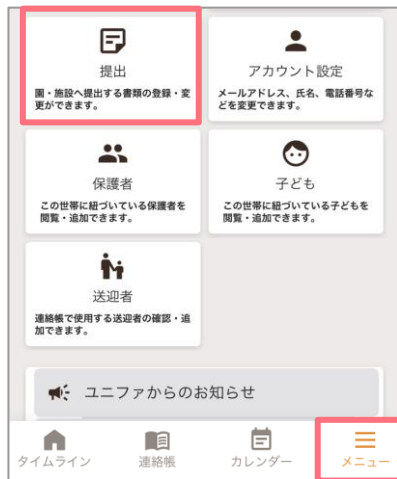 提出
園・施設へ提出する書類の登録・変
更ができます。
アカウント設定
メールアドレス、氏名、電話番号な
どを変更できます。
保護者
この世帯に紐づいている保護者を
閲覧・追加できます。
子ども
この世帯に紐づいている子どもを
閲覧・追加できます。
送迎者
連絡帳で使用する送迎者の確認・追
加できます。
ユニファからのお知らせ
タイムライン
連絡帳
カレンダー
メニュー